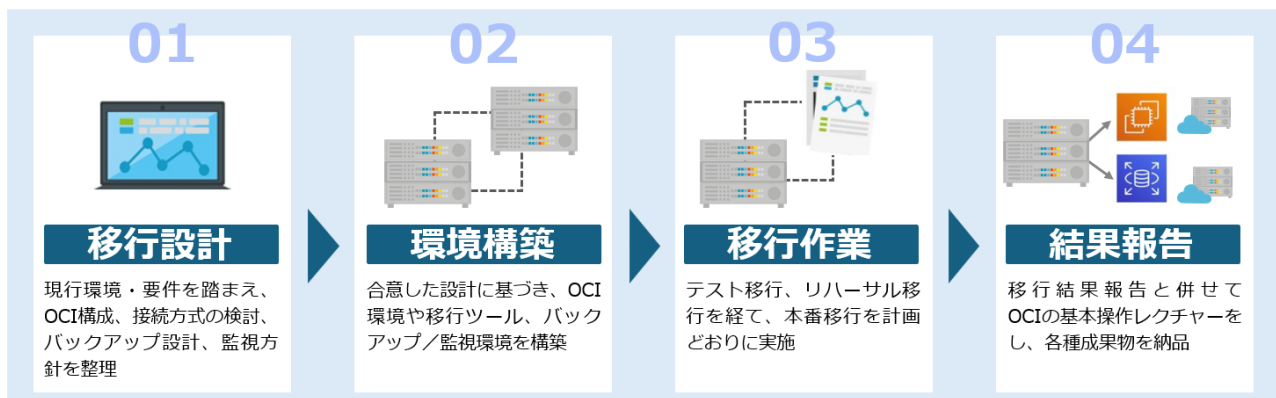 01
移行設計
現行環境・要件を踏まえ、
OCI構成、接続方式の検討、
バックアップ設計、監視方
針を整理
02
環境構築
合意した設計に基づき、OCI
環境や移行ツール、バック
アップ／監視環境を構築
03
移行作業
テスト移行、リハーサル移
行を経て、本番移行を計画
どおりに実施
04
結果報告
移行結果報告と併せて
OCIの基本操作レクチャーを
し、各種成果物を納品